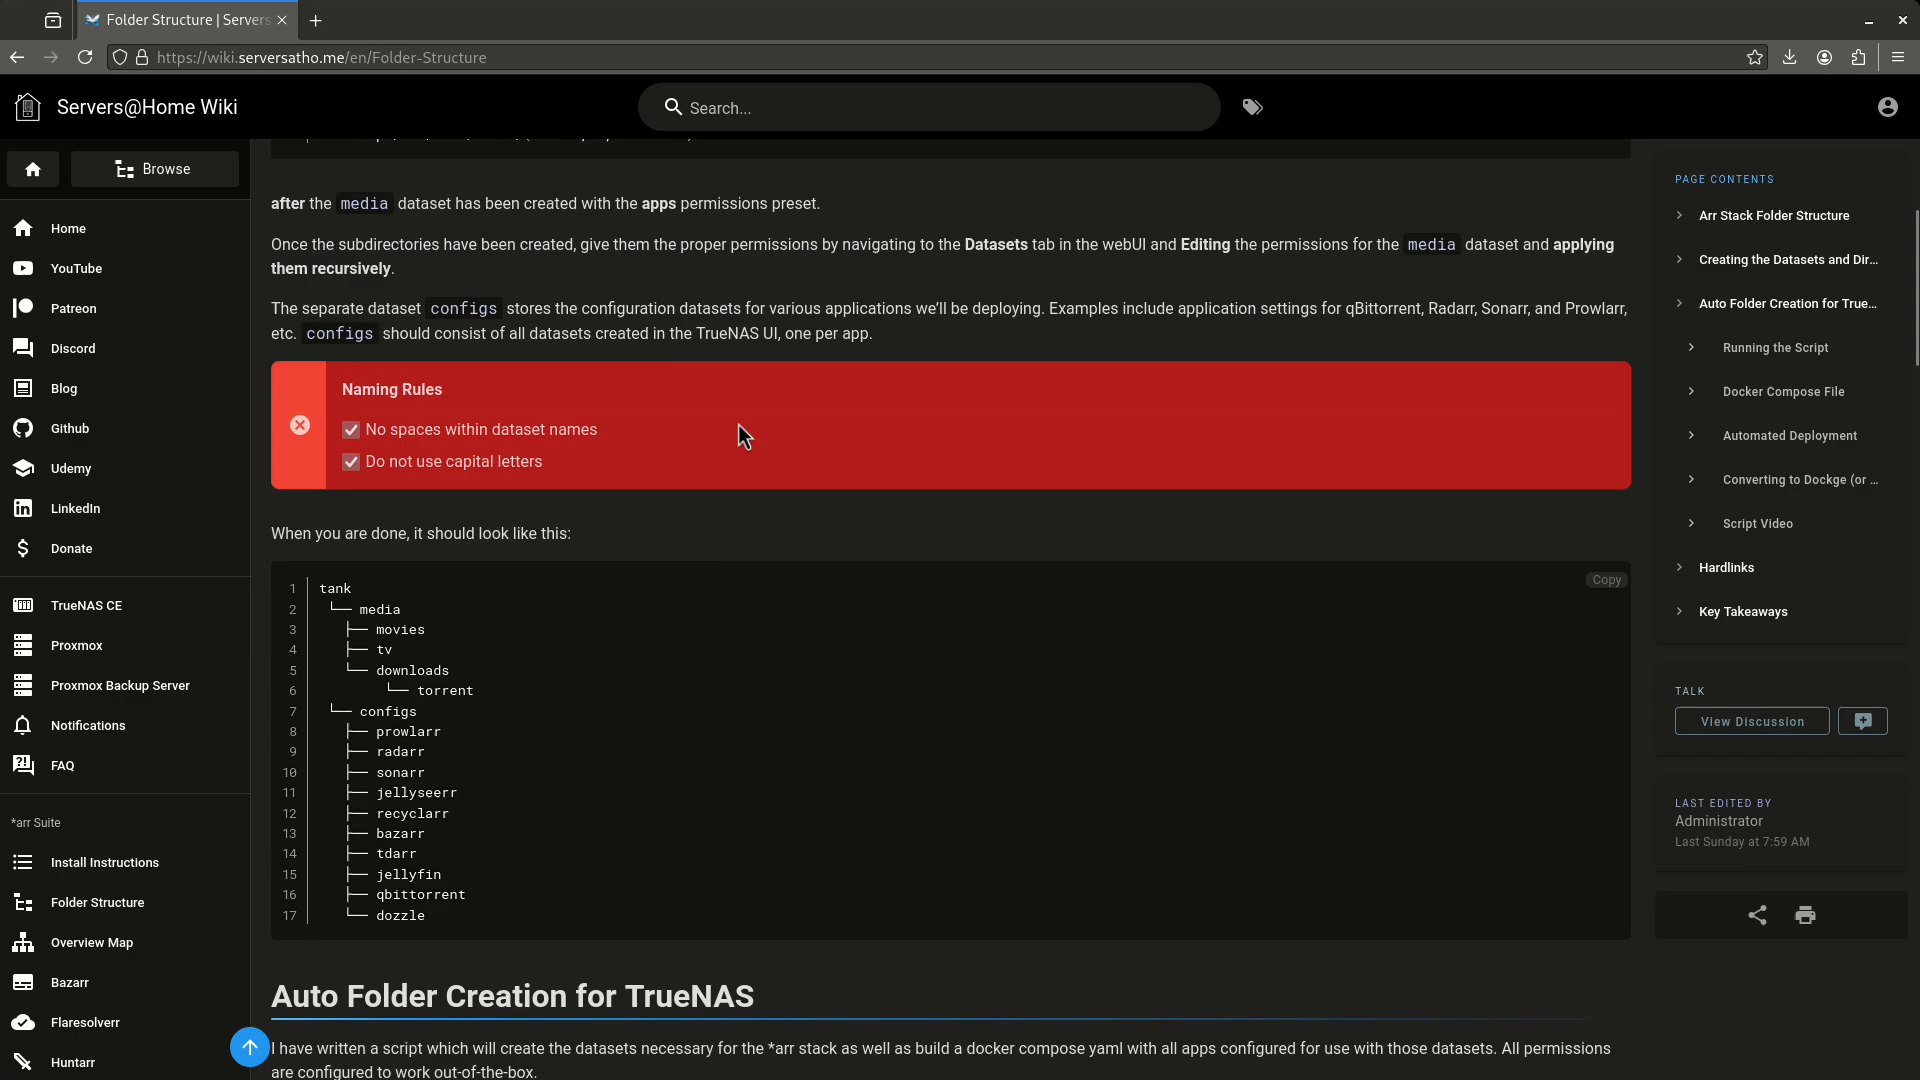 Folder Structure | Servers
https://wiki.serversatho.me/en/Folder-Structure
Servers@Home Wiki
Search...
Browse
Home
YouTube
Patreon
Discord
Blog
Github
Udemy
LinkedIn
Donate
TrueNAS CE
Proxmox
Proxmox Backup Server
Notifications
FAQ
*arr Suite
Install Instructions
Folder Structure
Overview Map
Bazarr
Flaresolverr
Huntarr
after the media dataset has been created with the apps permissions preset.
Once the subdirectories have been created, give them the proper permissions by navigating to the Datasets tab in the webUI and Editing the permissions for the media dataset and applying
them recursively.
The separate dataset configs stores the configuration datasets for various applications we'll be deploying. Examples include application settings for qBittorrent, Radarr, Sonarr, and Prowlarr,
etc. configs should consist of all datasets created in the TrueNAS UI, one per app.
Naming Rules
No spaces within dataset names
Do not use capital letters
When you are done, it should look like this:
Copy
1 tank
2 └── media
3 ├── movies
4 ├── tv
5 └── downloads
6 └── torrent
7 └── configs
8 ├── prowlarr
9 ├── radarr
10 ├── sonarr
11 ├── jellyseerr
12 ├── recyclarr
13 ├── bazarr
14 ├── tdarr
15 ├── jellyfin
16 ├── qbittorrent
17 └── dozzle
Auto Folder Creation for TrueNAS
I have written a script which will create the datasets necessary for the *arr stack as well as build a docker compose yaml with all apps configured for use with those datasets. All permissions
are configured to work out-of-the-box.
PAGE CONTENTS
Arr Stack Folder Structure
Creating the Datasets and Dir...
Auto Folder Creation for True...
Running the Script
Docker Compose File
Automated Deployment
Converting to Dockge (or ...
Script Video
Hardlinks
Key Takeaways
TALK
View Discussion
LAST EDITED BY
Administrator
Last Sunday at 7:59 AM